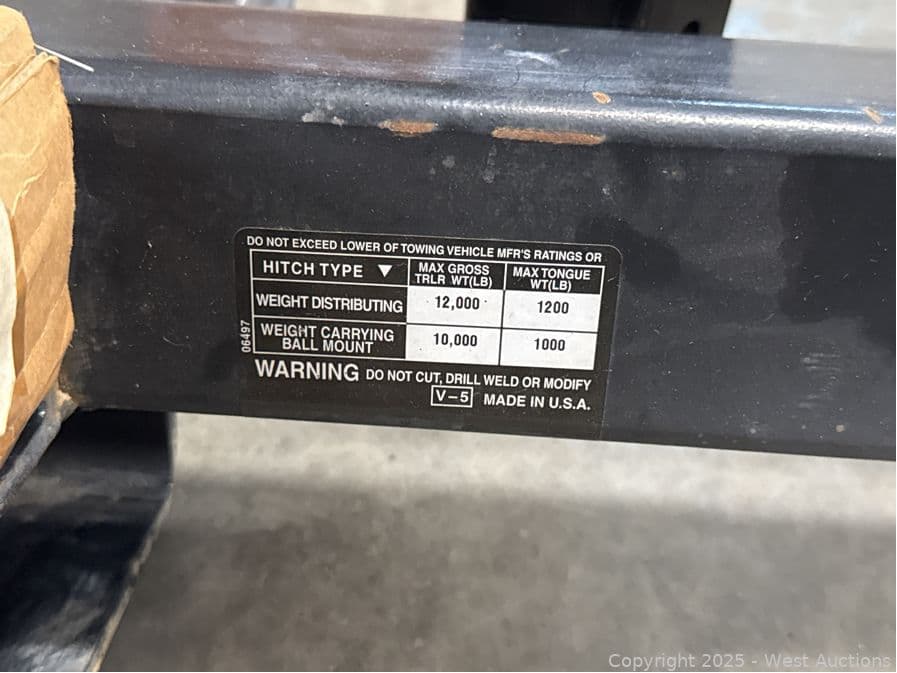 DO NOT EXCEED LOWER OF TOWING VEHICLE MFR'S RATINGS OR
HITCH TYPE ▼ MAX GROSS TRLR WT(LB) MAX TONGUE WT(LB)
WEIGHT DISTRIBUTING 12,000 1200
WEIGHT CARRYING BALL MOUNT 10,000 1000
06497
WARNING DO NOT CUT, DRILL WELD OR MODIFY
V-5 MADE IN U.S.A.
Copyright 2025 - West Auctions